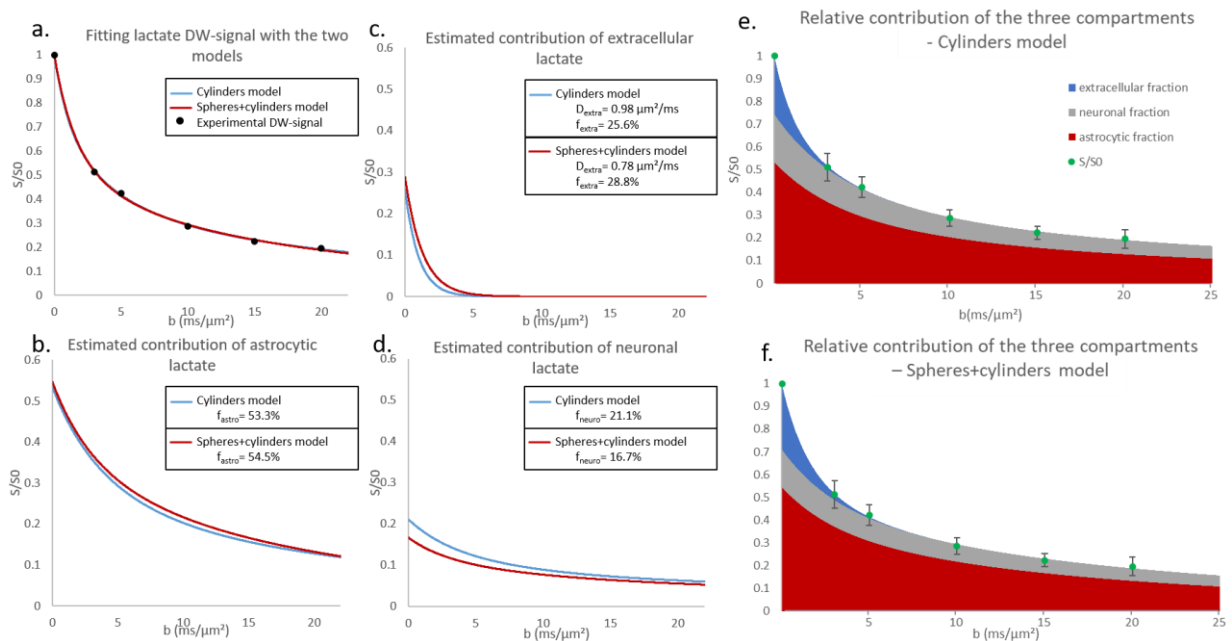 a.
Fitting lactate DW-signal with the two
models
Cylinders model
Spheres+cylinders model
Experimental DW-signal
S/S0
1
0.9
0.8
0.7
0.6
0.5
0.4
0.3
0.2
0.1
0
0 5 10 15 20
b (ms/μm²)
c.
Estimated contribution of extracellular
lactate
Cylinders model
Dextra= 0.98 μm²/ms
fextra= 25.6%
Spheres+cylinders model
Dextra= 0.78 μm²/ms
fextra= 28.8%
S/S0
0.6
0.5
0.4
0.3
0.2
0.1
0
0 5 10 15 20
b (ms/μm²)
e.
Relative contribution of the three compartments
- Cylinders model
extracellular fraction
neuronal fraction
astrocytic fraction
S/S0
S/S0
1
0.9
0.8
0.7
0.6
0.5
0.4
0.3
0.2
0.1
0
5 10 15 20 25
b(ms/μm²)
b.
Estimated contribution of astrocytic
lactate
Cylinders model
fastro= 53.3%
Spheres+cylinders model
fastro= 54.5%
S/S0
0.6
0.5
0.4
0.3
0.2
0.1
0
0 5 10 15 20
b (ms/μm²)
d.
Estimated contribution of neuronal
lactate
Cylinders model
fneuro= 21.1%
Spheres+cylinders model
fneuro= 16.7%
S/S0
0.6
0.5
0.4
0.3
0.2
0.1
0
0 5 10 15 20
b (ms/μm²)
f.
Relative contribution of the three compartments
– Spheres+cylinders model
S/S0
1
0.9
0.8
0.7
0.6
0.5
0.4
0.3
0.2
0.1
0
5 10 15 20 25
b (ms/μm²)